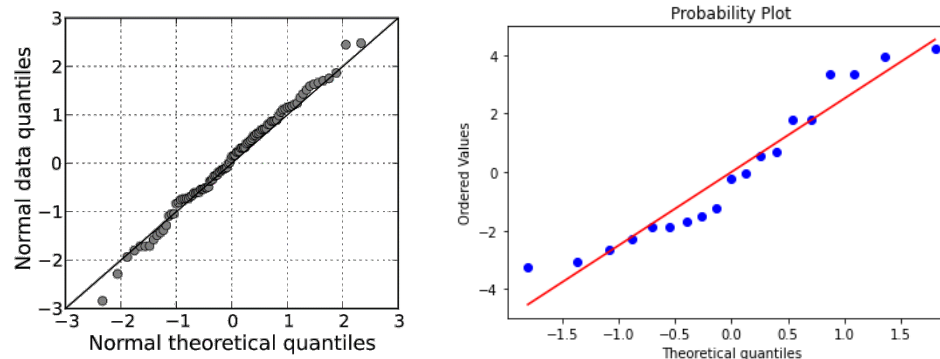 3
2
1
0
−1
−2
−3
Normal data quantiles
−3 −2 −1 0 1 2 3
Normal theoretical quantiles
Probability Plot
4
2
0
−2
−4
Ordered Values
−1.5 −1.0 −0.5 0.0 0.5 1.0 1.5
Theoretical quantiles